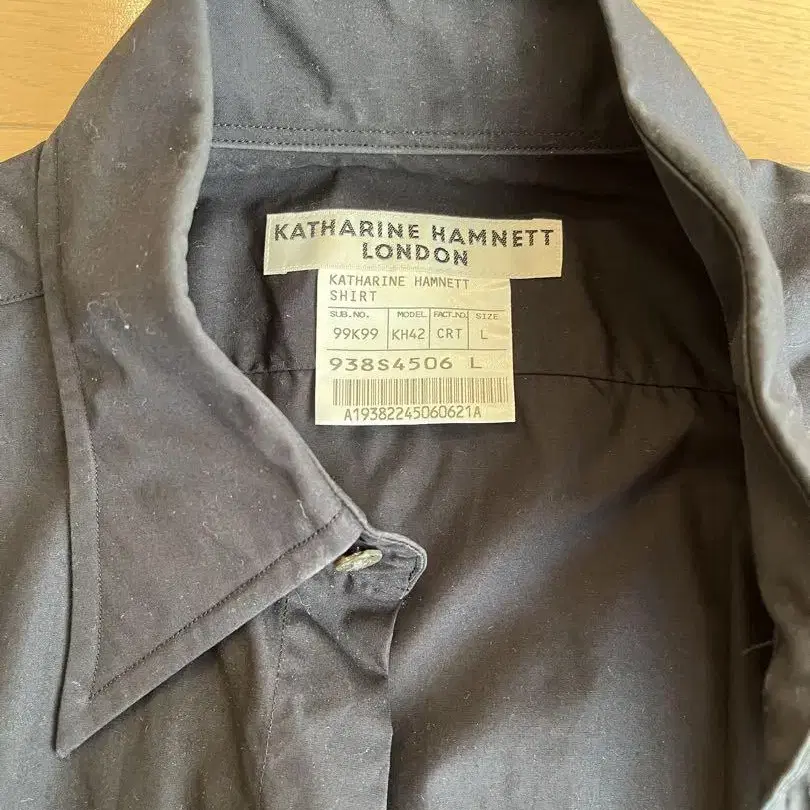 KATHARINE HAMNETT
LONDON
KATHARINE HAMNETT
SHIRT
SUB.NO. MODEL FACT.NO. SIZE
99K99 KH42 CRT L
938S4506 L
A19382245060621A